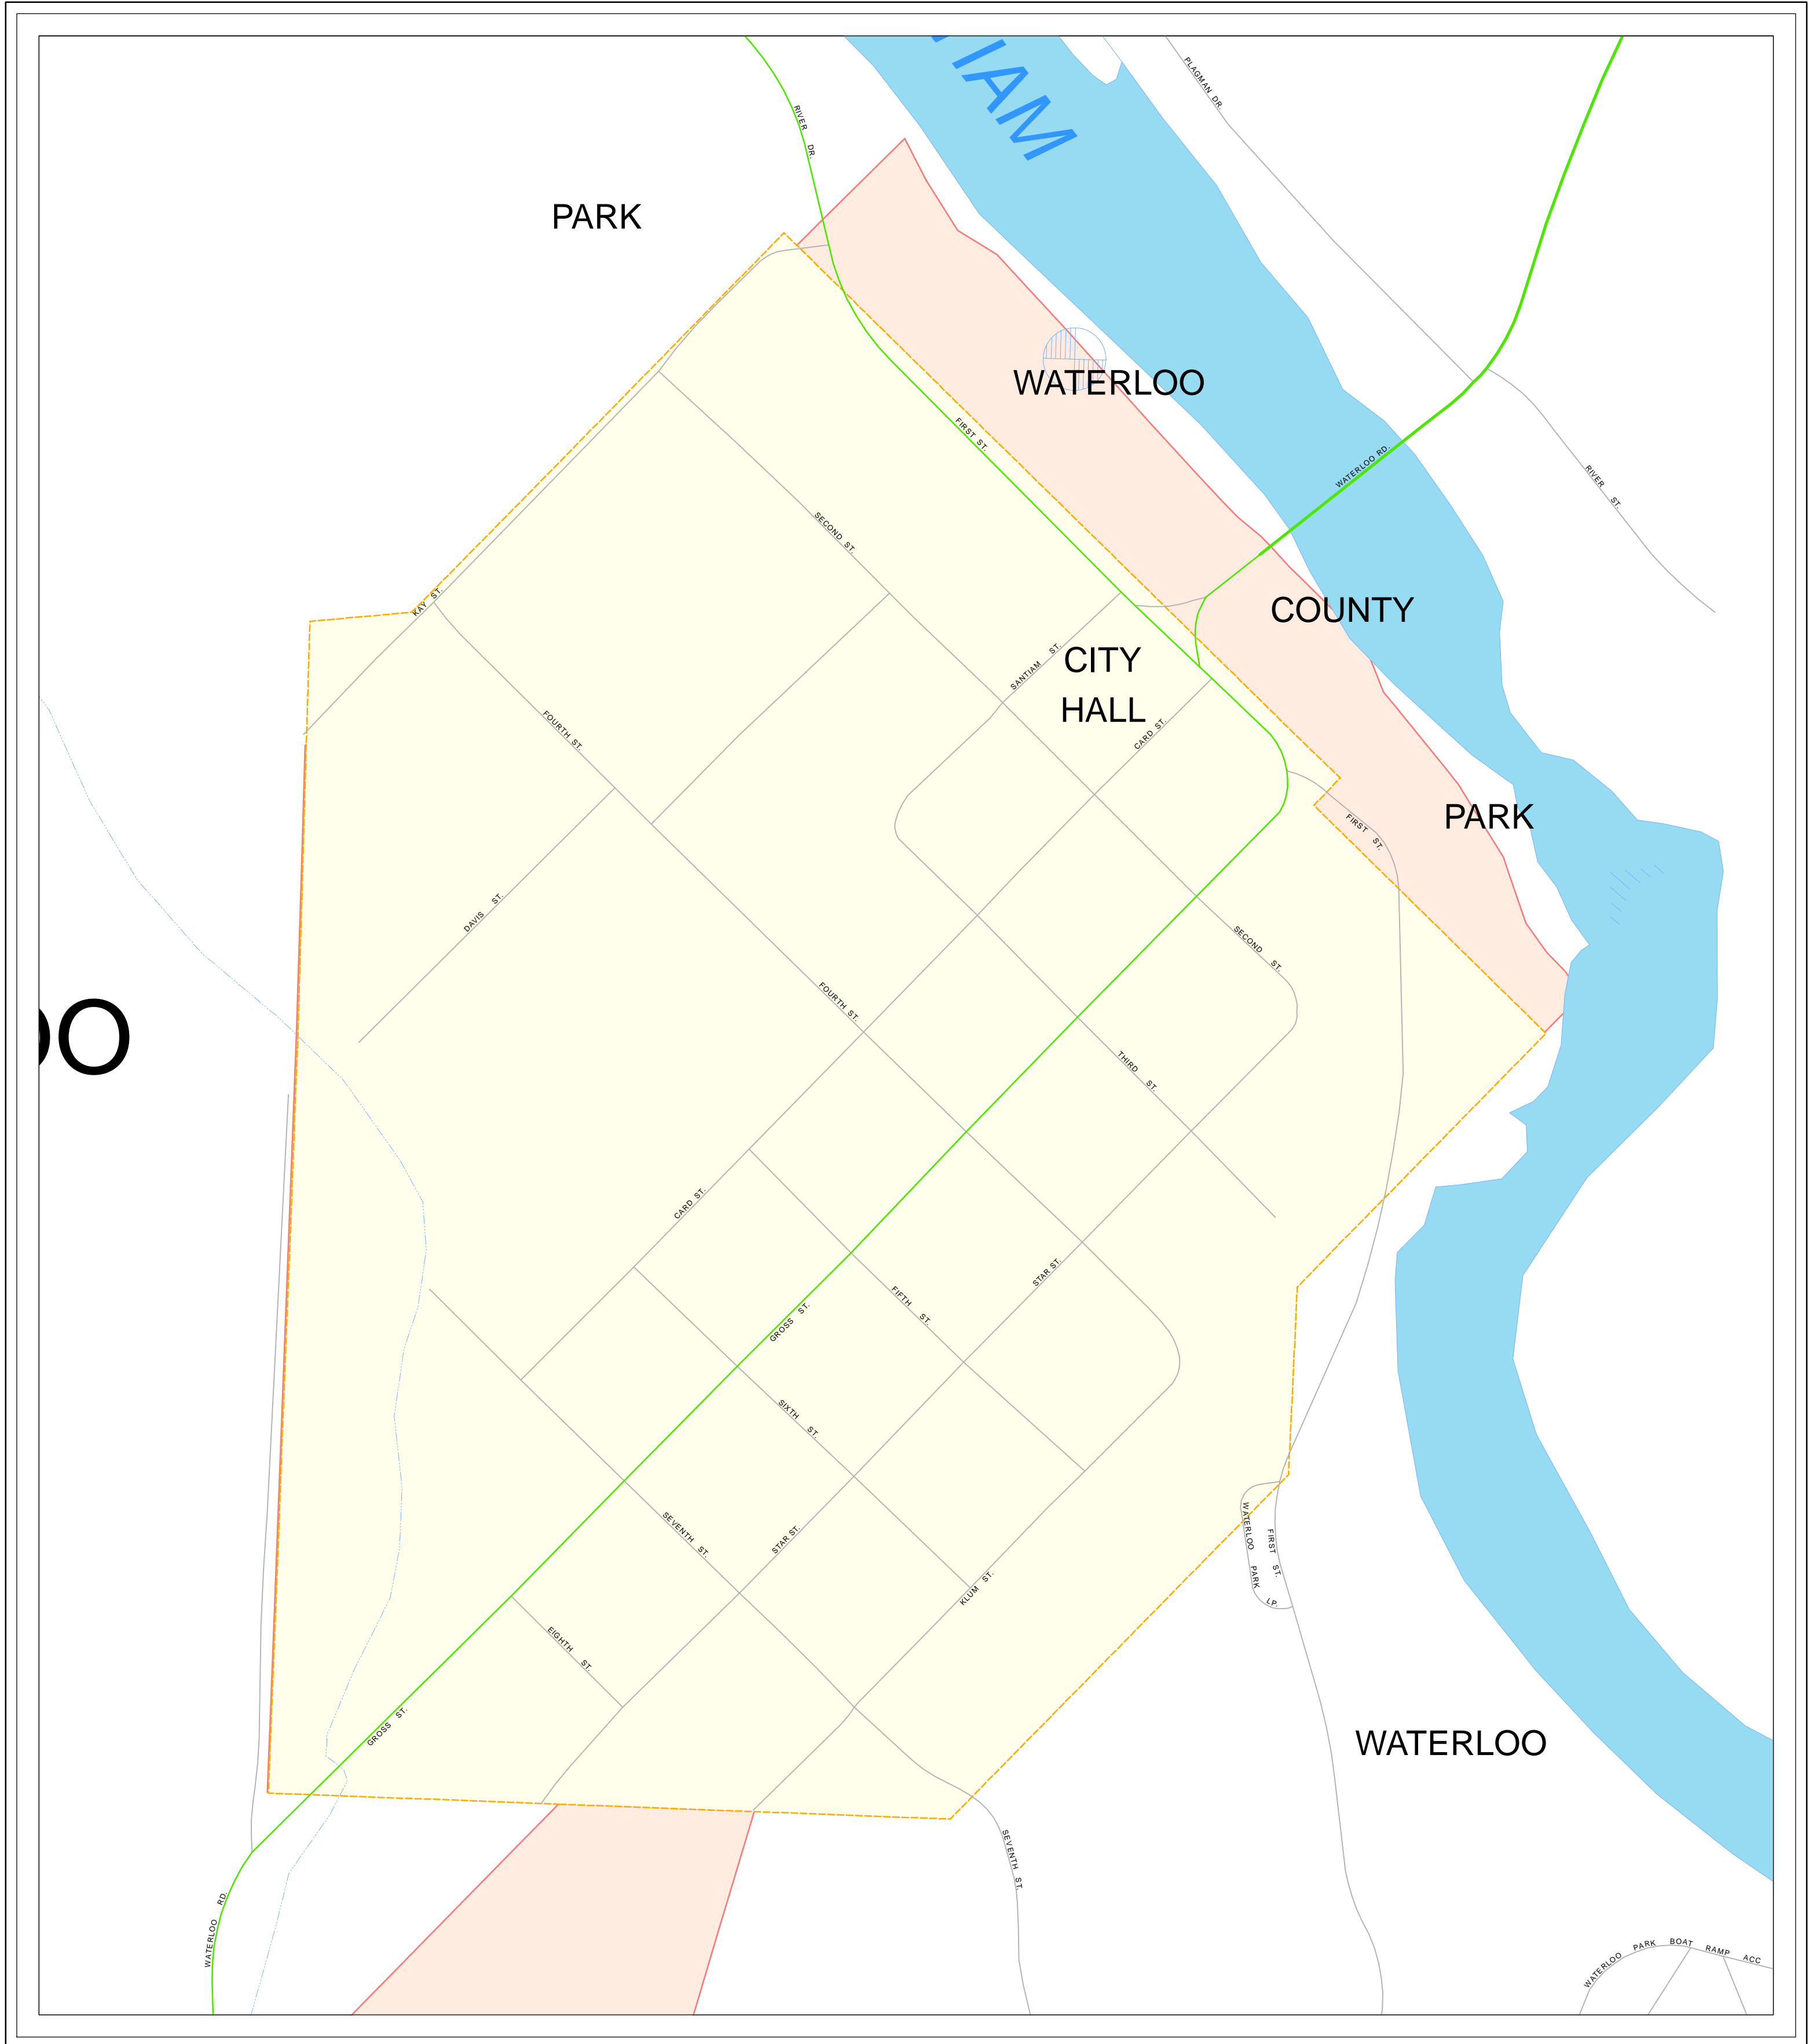 IAM
PLAGMAN DR.
RIVER DR.
PARK
WATERLOO
FIRST ST.
WATERLOO RD.
RIVER ST.
SECOND ST.
KAY ST.
COUNTY
CITY
HALL
SANTIAM ST.
CARD ST.
FOURTH ST.
PARK
FIRST ST.
DAVIS ST.
SECOND ST.
OO
FOURTH ST.
THIRD ST.
CARD ST.
STAR ST.
FIFTH ST.
GROSS ST.
SIXTH ST.
SEVENTH ST.
STAR ST.
WATERLOO PARK LP.
FIRST ST.
KLUM ST.
EIGHTH ST.
GROSS ST.
WATERLOO
SEVENTH ST.
WATERLOO RD.
WATERLOO PARK BOAT RAMP ACC